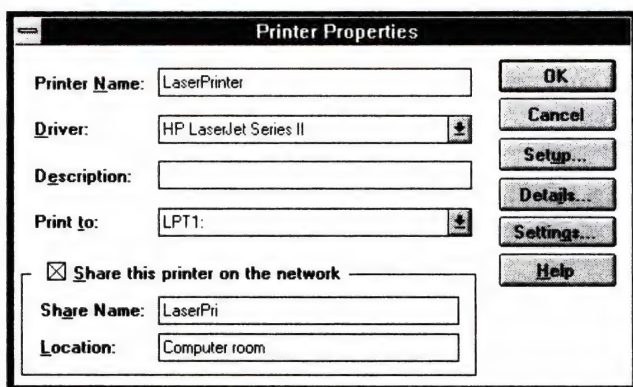 Printer Properties
Printer Name: LaserPrinter
Driver: HP LaserJet Series II
Description:
Print to: LPT1:
Share this printer on the network
Share Name: LaserPri
Location: Computer room
OK
Cancel
Setup...
Details...
Settings...
Help